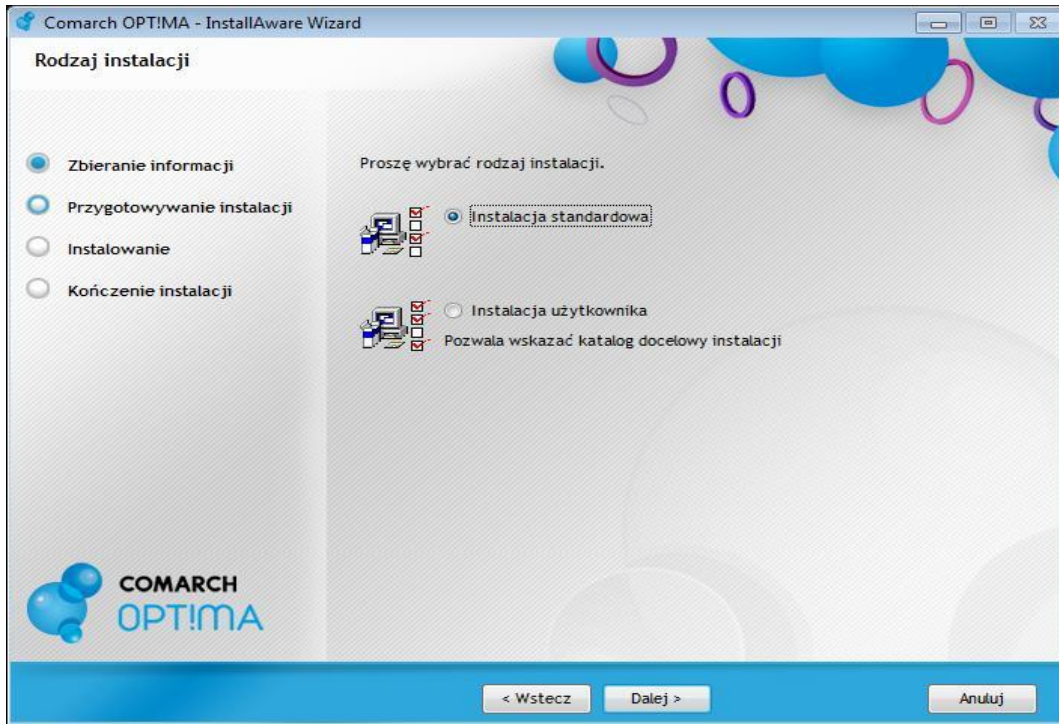 Comarch OPT!MA - InstallAware Wizard
Rodzaj instalacji
Zbieranie informacji
Przygotowywanie instalacji
Instalowanie
Kończenie instalacji
Proszę wybrać rodzaj instalacji.
Instalacja standardowa
Instalacja użytkownika
Pozwala wskazać katalog docelowy instalacji
COMARCH
OPT!MA
< Wstecz
Dalej >
Anuluj